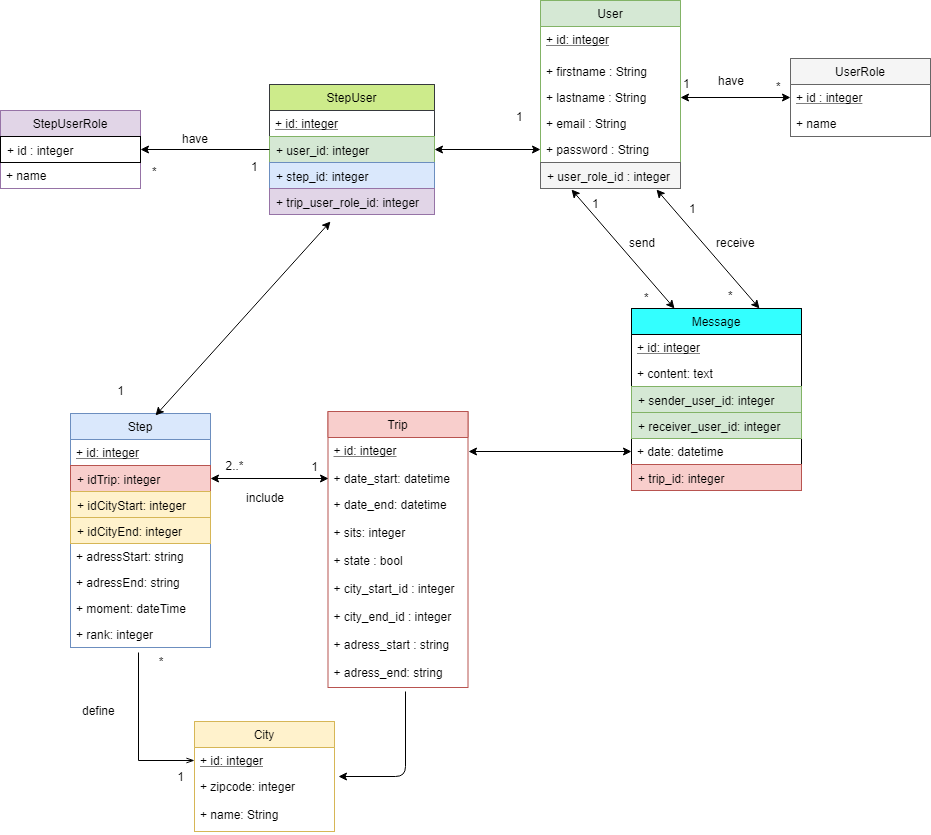 User
+ id: integer
+ firstname : String
+ lastname : String
+ email : String
+ password : String
+ user_role_id : integer
1
have
*
UserRole
+ id : integer
+ name
StepUser
+ id: integer
+ user_id: integer
+ step_id: integer
+ trip_user_role_id: integer
1
StepUserRole
+ id : integer
+ name
have
*
1
1
send
*
1
receive
*
Message
+ id: integer
+ content: text
+ sender_user_id: integer
+ receiver_user_id: integer
+ date: datetime
+ trip_id: integer
1
Step
+ id: integer
+ idTrip: integer
+ idCityStart: integer
+ idCityEnd: integer
+ adressStart: string
+ adressEnd: string
+ moment: dateTime
+ rank: integer
2..*
1
include
Trip
+ id: integer
+ date_start: datetime
+ date_end: datetime
+ sits: integer
+ state : bool
+ city_start_id : integer
+ city_end_id : integer
+ adress_start : string
+ adress_end: string
*
define
1
City
+ id: integer
+ zipcode: integer
+ name: String